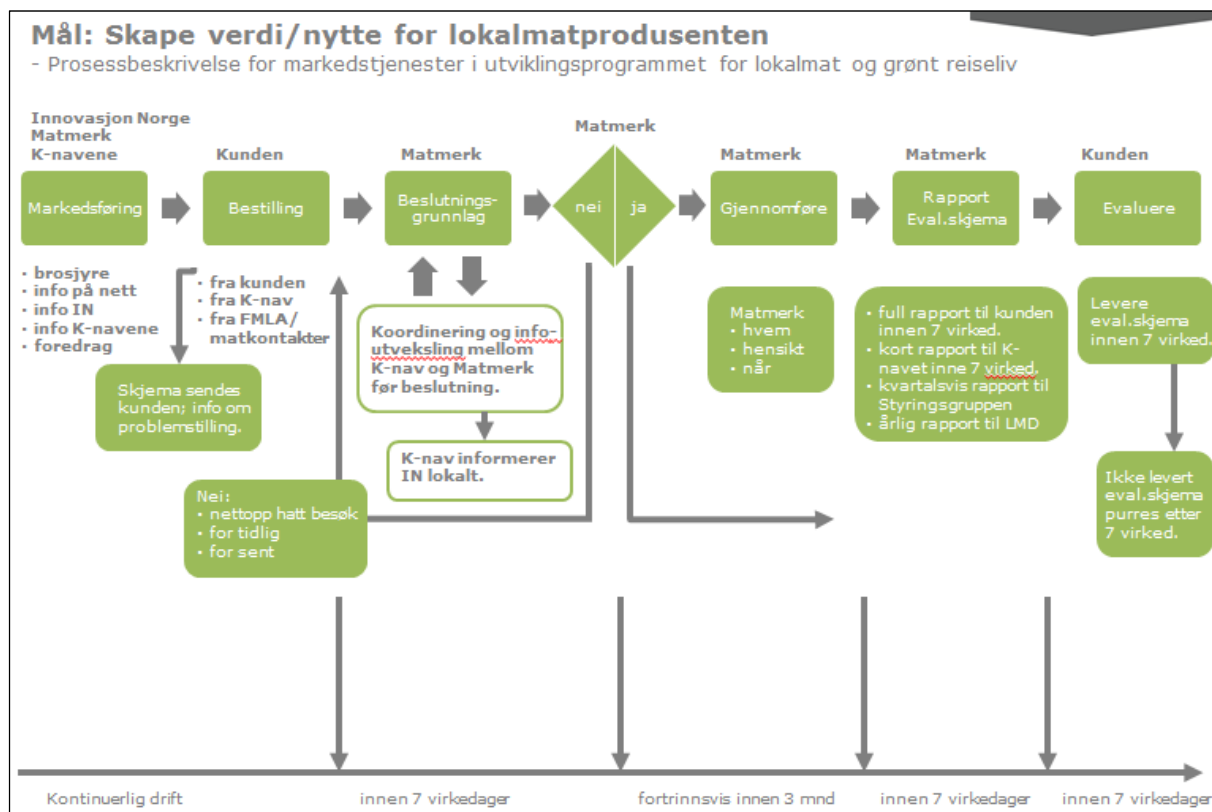 Mål: Skape verdi/nytte for lokalmatprodusenten
- Prosessbeskrivelse for markedstjenester i utviklingsprogrammet for lokalmat og grønt reiseliv
Innovasjon Norge
Matmerk
K-navene
Kunden
Matmerk
Matmerk
Matmerk
Matmerk
Kunden
Markedsføring
Bestilling
Beslutnings-
grunnlag
nei
ja
Gjennomføre
Rapport
Eval.skjema
Evaluere
• brosjyre
• info på nett
• info IN
• info K-navene
• foredrag
• fra kunden
• fra K-nav
• fra FMLA/
matkontakter
Skjema sendes
kunden; info om
problemstilling.
Koordinering og info-
utveksling mellom
K-nav og Matmerk
før beslutning.
K-nav informerer
IN lokalt.
Nei:
• nettopp hatt besøk
• for tidlig
• for sent
Matmerk
• hvem
• hensikt
• når
• full rapport til kunden
innen 7 virked.
• kort rapport til K-
navet inne 7 virked.
• kvartalsvis rapport til
Styringsgruppen
• årlig rapport til LMD
Levere
eval.skjema
innen 7 virked.
Ikke levert
eval.skjema
purres etter
7 virked.
Kontinuerlig drift
innen 7 virkedager
fortrinnsvis innen 3 mnd
innen 7 virkedager
innen 7 virkedager